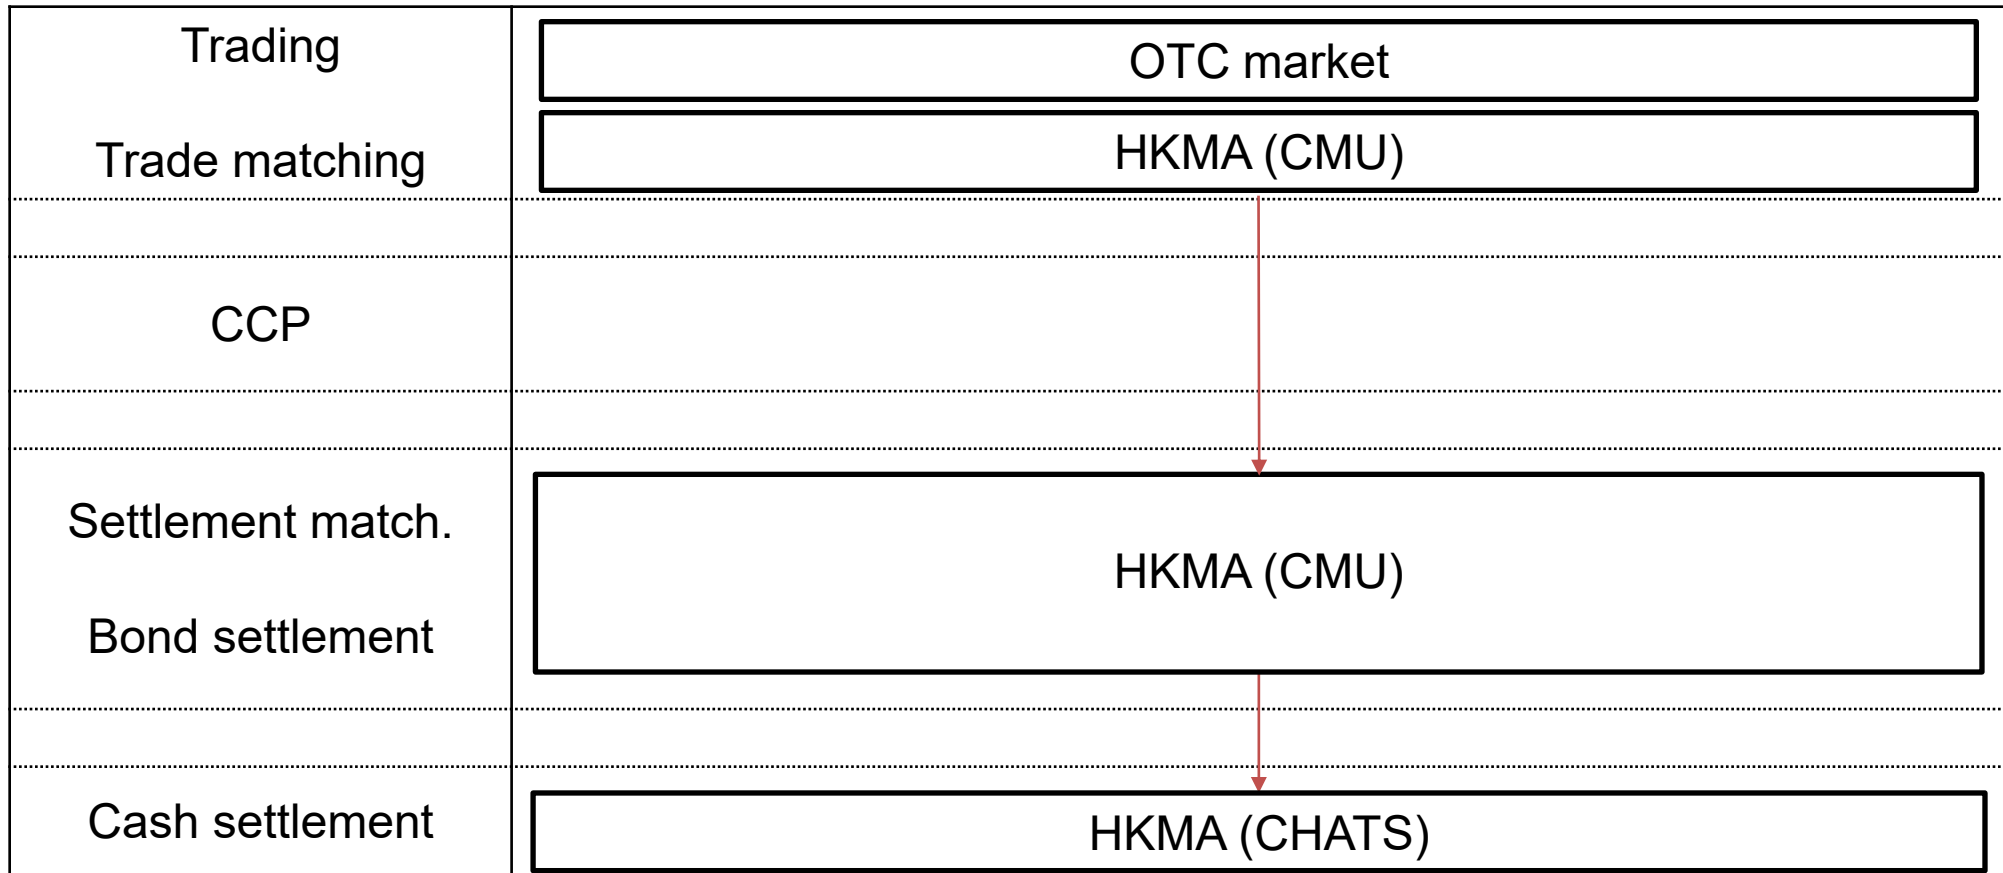 Trading
OTC market
Trade matching
HKMA (CMU)
CCP
Settlement match.
Bond settlement
HKMA (CMU)
Cash settlement
HKMA (CHATS)